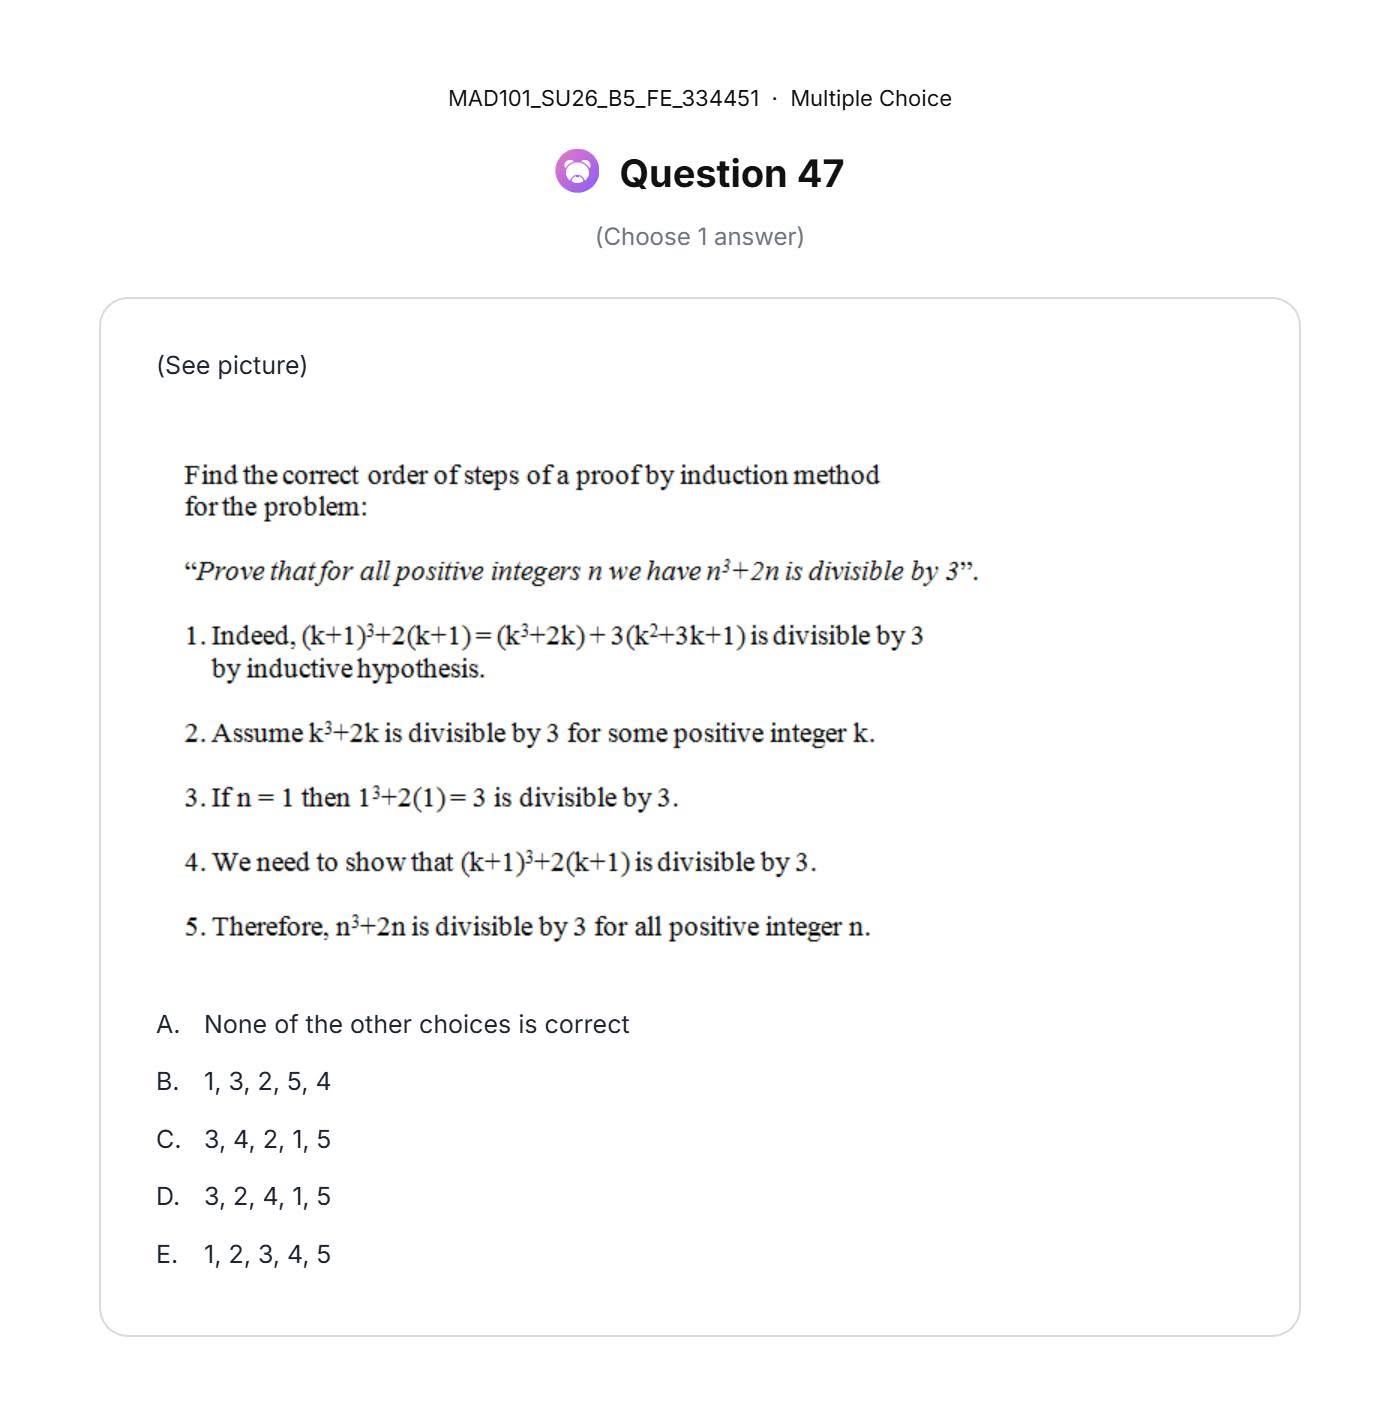 MAD101_SU26_B5_FE_334451 · Multiple Choice
Question 47
(Choose 1 answer)
(See picture)
Find the correct order of steps of a proof by induction method
for the problem:
“Prove that for all positive integers n we have n³+2n is divisible by 3”.
1. Indeed, (k+1)³+2(k+1)=(k³+2k)+3(k²+3k+1) is divisible by 3
by inductive hypothesis.
2. Assume k³+2k is divisible by 3 for some positive integer k.
3. If n = 1 then 1³+2(1)= 3 is divisible by 3.
4. We need to show that (k+1)³+2(k+1) is divisible by 3.
5. Therefore, n³+2n is divisible by 3 for all positive integer n.
A. None of the other choices is correct
B. 1, 3, 2, 5, 4
C. 3, 4, 2, 1, 5
D. 3, 2, 4, 1, 5
E. 1, 2, 3, 4, 5